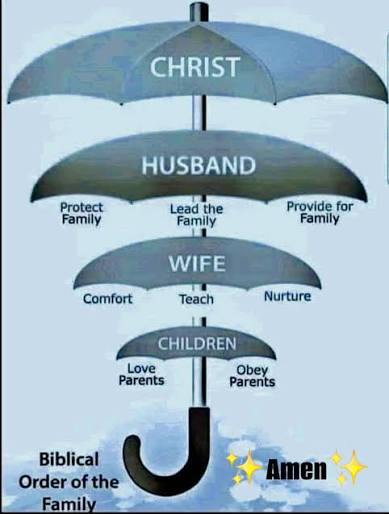 CHRIST
HUSBAND
Protect
Family
Lead the
Family
Provide for
Family
WIFE
Comfort
Teach
Nurture
CHILDREN
Love
Parents
Obey
Parents
Biblical
Order of the
Family
✨Amen✨